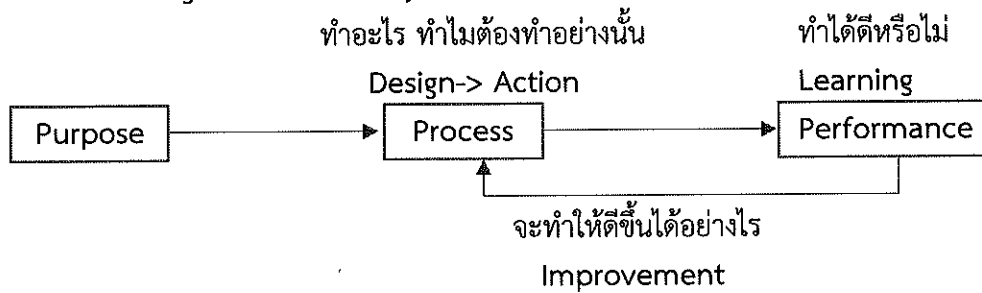 ทำอะไร ทำไมต้องทำอย่างนั้น
ทำได้ดีหรือไม่
Design-> Action
Learning
Purpose
Process
Performance
จะทำให้ดีขึ้นได้อย่างไร
Improvement